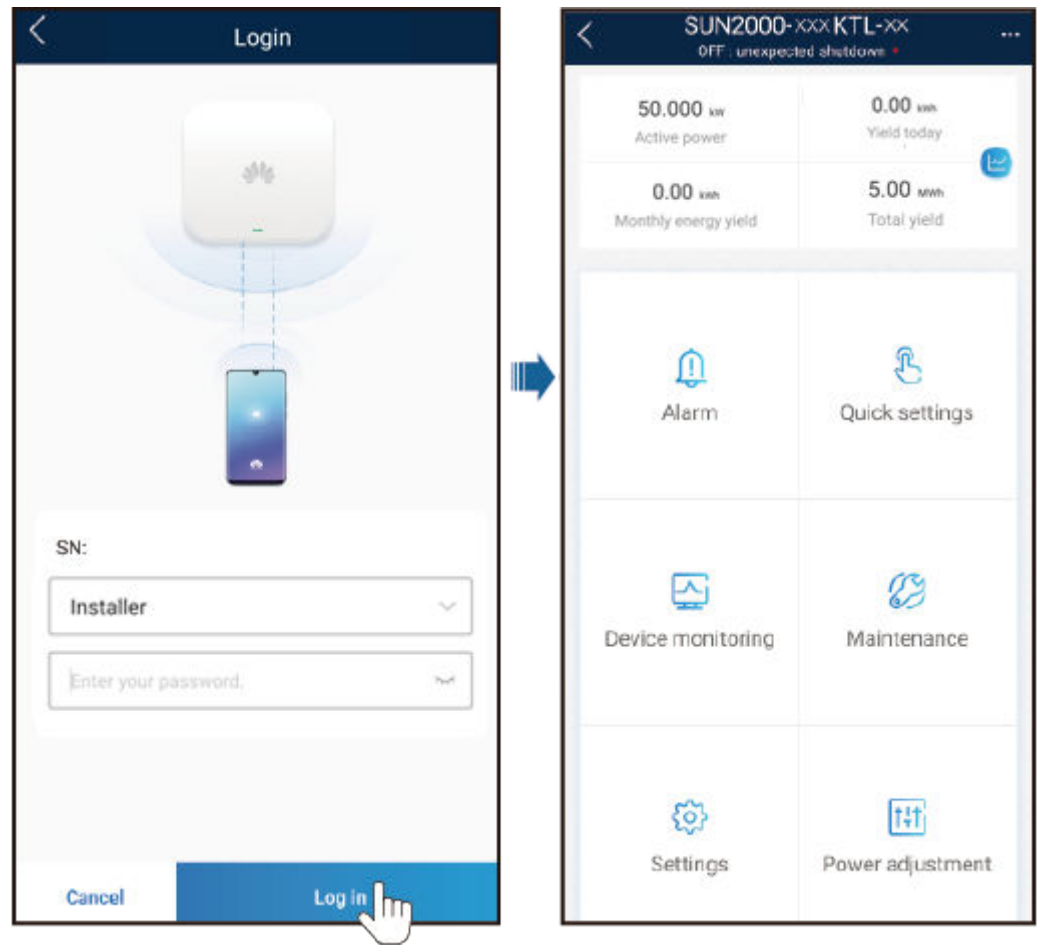 Login
SN:
Installer
Enter your password.
Cancel
Log in
SUN2000-xxxKTL-xx
OFF : unexpected shutdown
50.000 kW
Active power
0.00 kWh
Yield today
0.00 kWh
Monthly energy yield
5.00 MWh
Total yield
Alarm
Quick settings
Device monitoring
Maintenance
Settings
Power adjustment